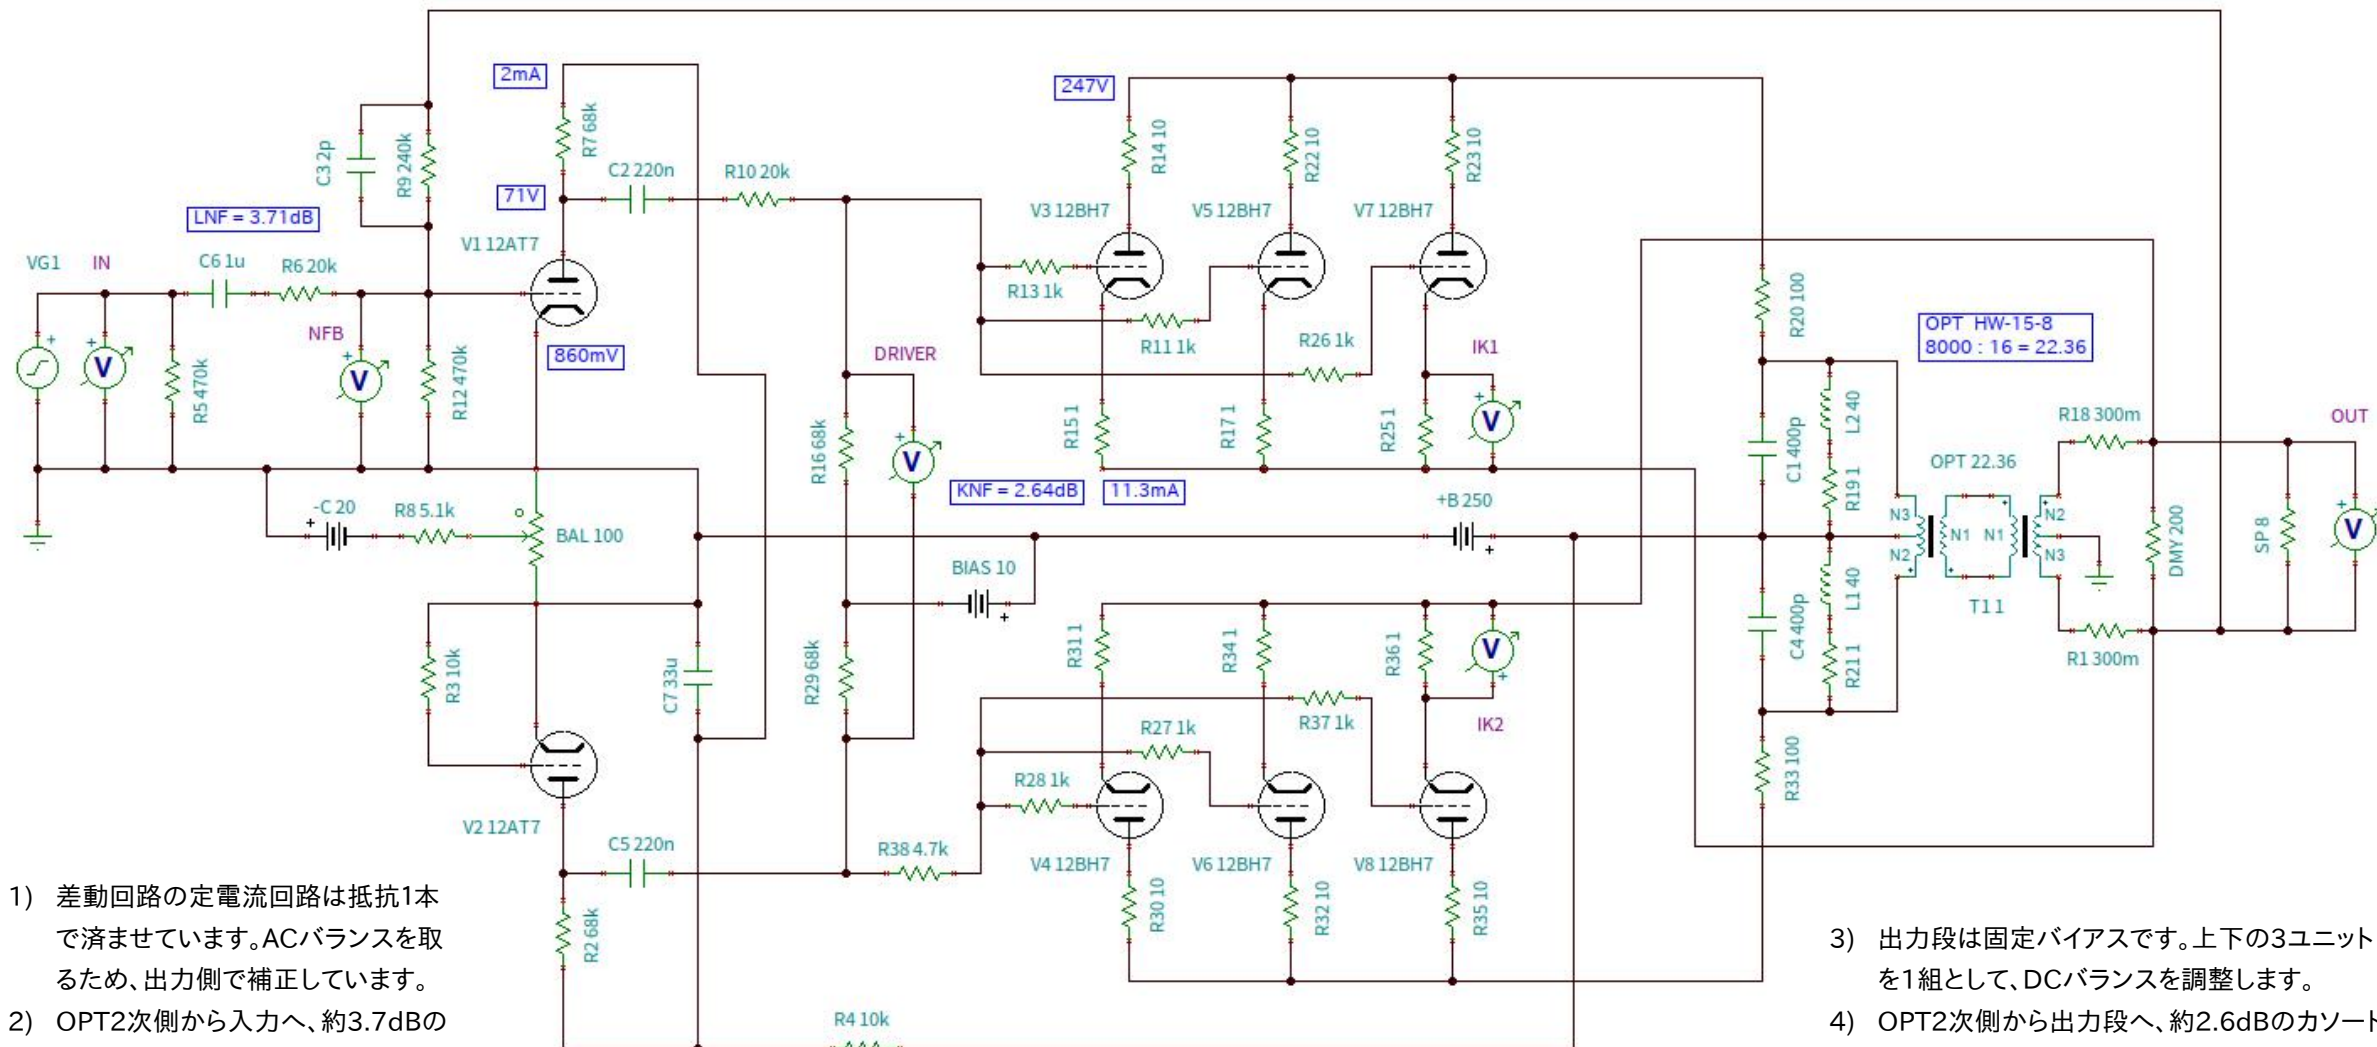 2mA
247V
R7 68k
R14 10
R22 10
R23 10
C3 2p
R9 240k
C2 220n
R10 20k
71V
LNF = 3.71dB
V3 12BH7
V5 12BH7
V7 12BH7
V1 12AT7
VG1
IN
C6 1u
R6 20k
R13 1k
R20 100
OPT HW-15-8
8000 : 16 = 22.36
NFB
860mV
DRIVER
R11 1k
R26 1k
IK1
V
V
R5 470k
R12 470k
R15 1
R17 1
R25 1
V
C1 400p
L2 40
R18 300m
OUT
R16 68k
V
KNF = 2.64dB
11.3mA
R19 1
OPT 22.36
+B 250
-C 20
R8 5.1k
BAL 100
N3
N1
N1
N2
N2
N3
DMY 200
SP 8
V
BIAS 10
T11
L1 40
C4 400p
R3 10k
C7 33u
R29 68k
R31 1
R34 1
R36 1
V
R21 1
R1 300m
R37 1k
IK2
R27 1k
R28 1k
R33 100
V2 12AT7
C5 220n
R38 4.7k
V4 12BH7
V6 12BH7
V8 12BH7
R2 68k
R30 10
R32 10
R35 10
R4 10k
1) 差動回路の定電流回路は抵抗1本
で済ませています。ACバランスを取
るため、出力側で補正しています。
2) OPT2次側から入力へ、約3.7dBの
3) 出力段は固定バイアスです。上下の3ユニット
を1組として、DCバランスを調整します。
4) OPT2次側から出力段へ、約2.6dBのカソート